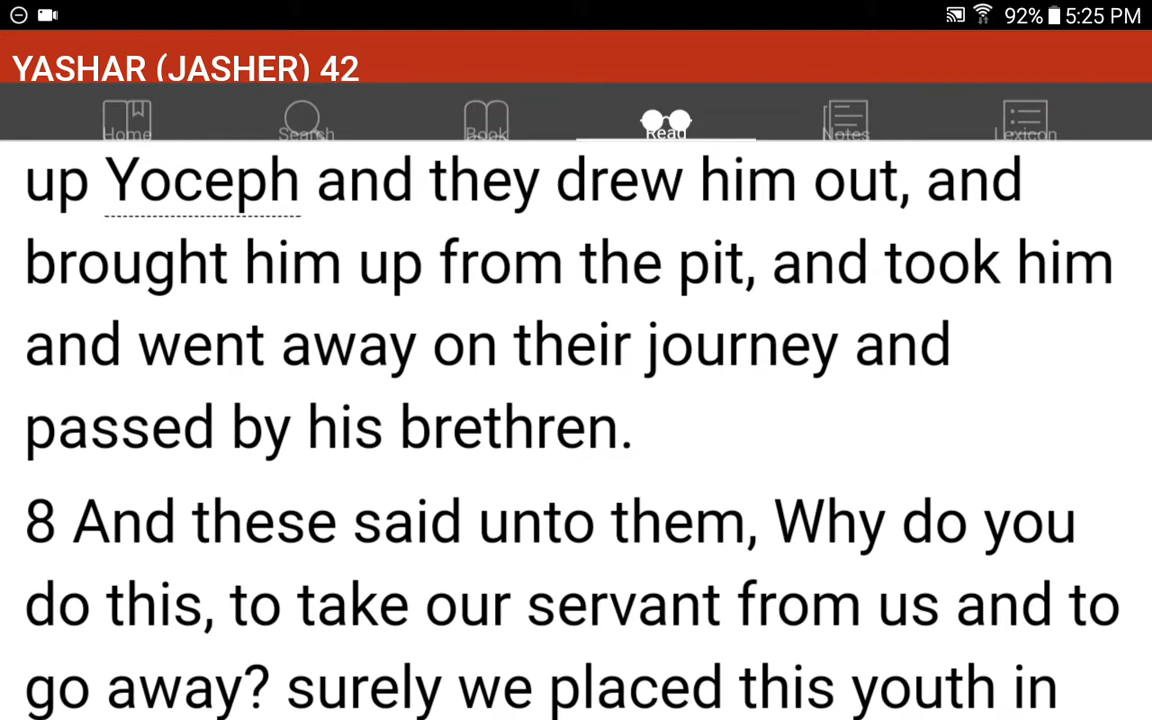 92% 5:25 PM
YASHAR (JASHER) 42
Home Search Book Read Notes Lexicon
up Yoceph and they drew him out, and
brought him up from the pit, and took him
and went away on their journey and
passed by his brethren.
8 And these said unto them, Why do you
do this, to take our servant from us and to
go away? surely we placed this youth in